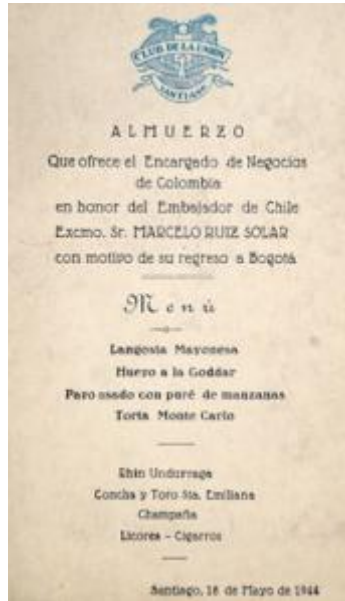 CLUB DE LA UNION
SANTIAGO
ALMUERZO
Que ofrece el Encargado de Negocios
de Colombia
en honor del Embajador de Chile
Excmo. Sr. MARCELO RUIZ SOLAR
con motivo de su regreso a Bogotá
Menú
Langosta Mayonesa
Huevo a la Goddar
Pavo asado con puré de manzanas
Torta Monte Carlo
Rhin Undurraga
Concha y Toro Sta. Emiliana
Champaña
Licores - Cigarros
Santiago, 16 de Mayo de 1944